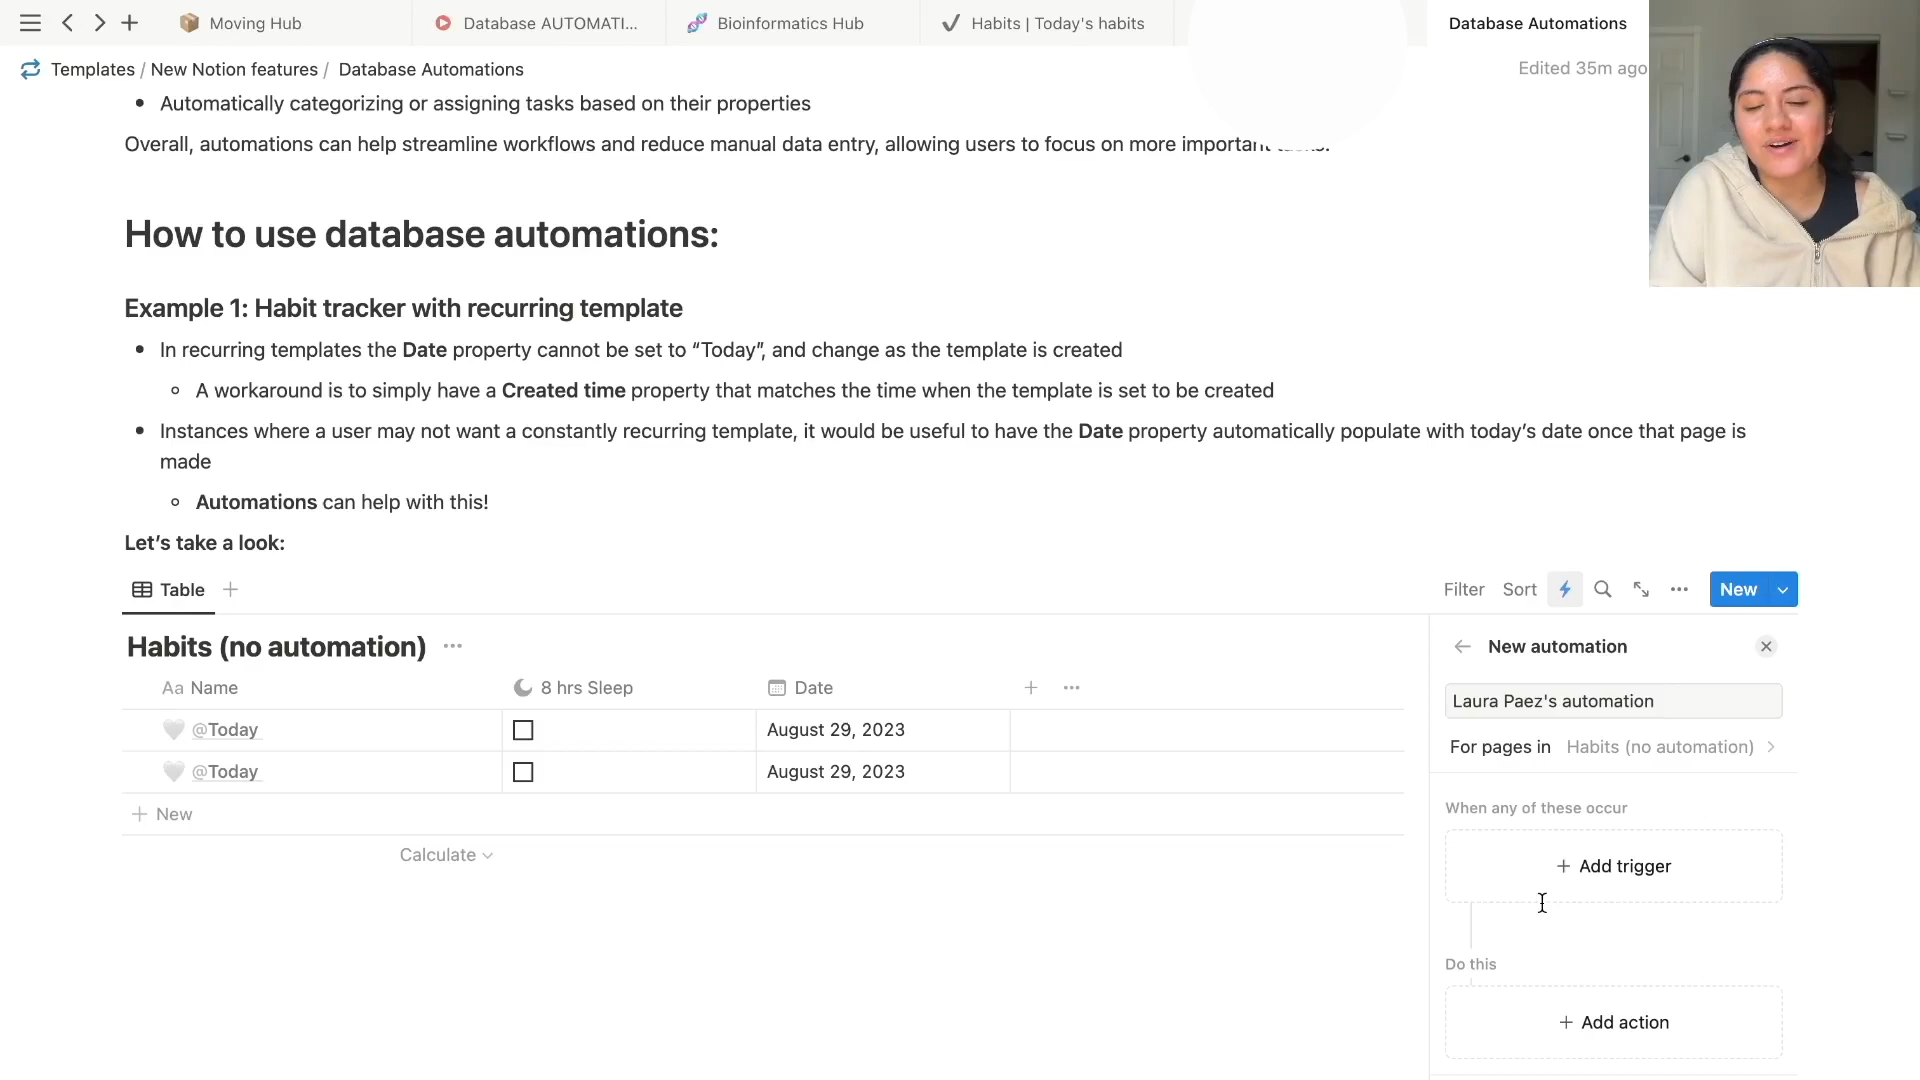 Moving Hub
Database AUTOMATI...
Bioinformatics Hub
Habits | Today's habits
Database Automations
Templates / New Notion features / Database Automations
Edited 35m ago
• Automatically categorizing or assigning tasks based on their properties
Overall, automations can help streamline workflows and reduce manual data entry, allowing users to focus on more important tasks.
How to use database automations:
Example 1: Habit tracker with recurring template
• In recurring templates the Date property cannot be set to “Today”, and change as the template is created
◦ A workaround is to simply have a Created time property that matches the time when the template is set to be created
• Instances where a user may not want a constantly recurring template, it would be useful to have the Date property automatically populate with today’s date once that page is
made
◦ Automations can help with this!
Let’s take a look:
Table
Filter Sort New
Habits (no automation) ...
Aa Name 8 hrs Sleep Date + ...
@Today August 29, 2023
@Today August 29, 2023
+ New
Calculate
New automation
Laura Paez's automation
For pages in Habits (no automation)
When any of these occur
+ Add trigger
Do this
+ Add action